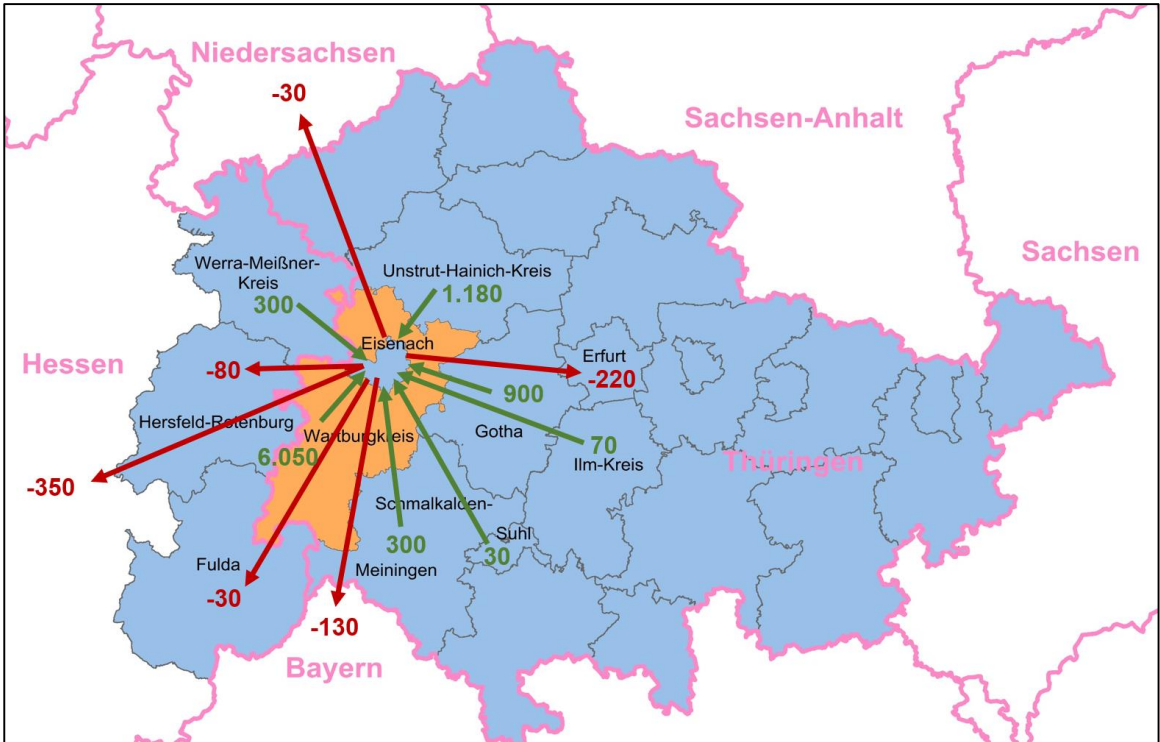 Niedersachsen
-30
Sachsen-Anhalt
Sachsen
Werra-Meißner-
Kreis
300
Unstrut-Hainich-Kreis
1.180
Eisenach
Hessen
-80
Erfurt
-220
900
Hersfeld-Rotenburg
Wartburgkreis
6.050
Gotha
70
Ilm-Kreis
Thüringen
-350
Schmalkalden-
Meiningen
300
Suhl
30
Fulda
-30
-130
Bayern